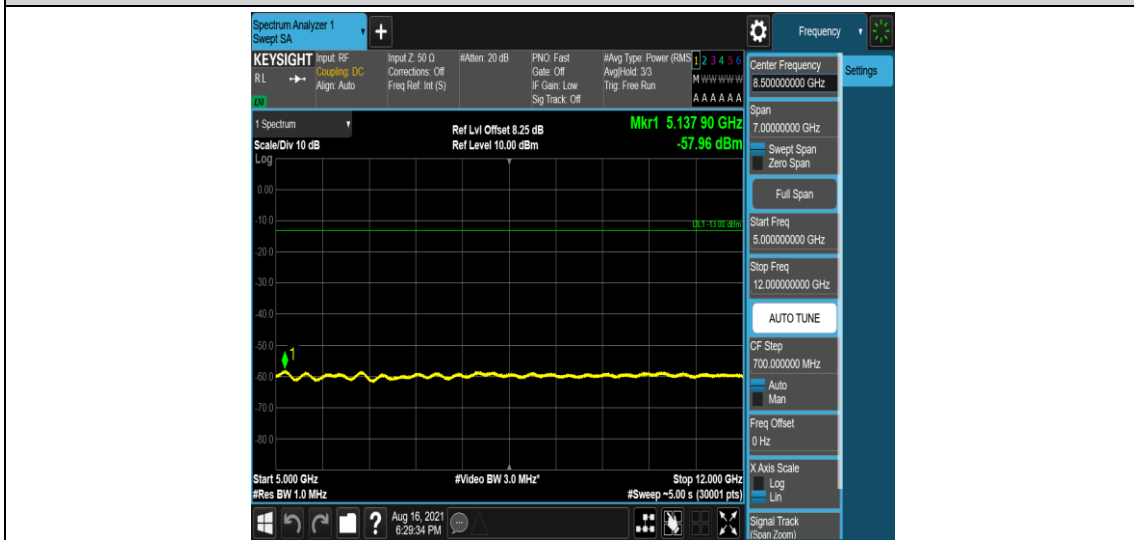 Spectrum Analyzer 1
Swept SA
Frequency
KEYSIGHT
RL
LXI
Input: RF
Coupling: DC
Align: Auto
Input Z: 50 Ω
Corrections: Off
Freq Ref: Int (S)
#Atten: 20 dB
PNO: Fast
Gate: Off
IF Gain: Low
Sig Track: Off
#Avg Type: Power (RMS
Avg|Hold: 3/3
Trig: Free Run
1 2 3 4 5 6
M W W W W W
A A A A A A
Center Frequency
8.500000000 GHz
Settings
1 Spectrum
Scale/Div 10 dB
Ref Lvl Offset 8.25 dB
Ref Level 10.00 dBm
Mkr1 5.137 90 GHz
-57.96 dBm
Span
7.00000000 GHz
Swept Span
Zero Span
Full Span
Start Freq
5.000000000 GHz
Stop Freq
12.000000000 GHz
AUTO TUNE
CF Step
700.000000 MHz
Auto
Man
Freq Offset
0 Hz
X Axis Scale
Log
Lin
Signal Track
(Span Zoom)
Log
0.00
-10.0
DL1 -13.00 dBm
-20.0
-30.0
-40.0
-50.0
1
-60.0
-70.0
-80.0
Start 5.000 GHz
#Video BW 3.0 MHz*
Stop 12.000 GHz
#Res BW 1.0 MHz
#Sweep ~5.00 s (30001 pts)
?
Aug 16, 2021
6:29:34 PM